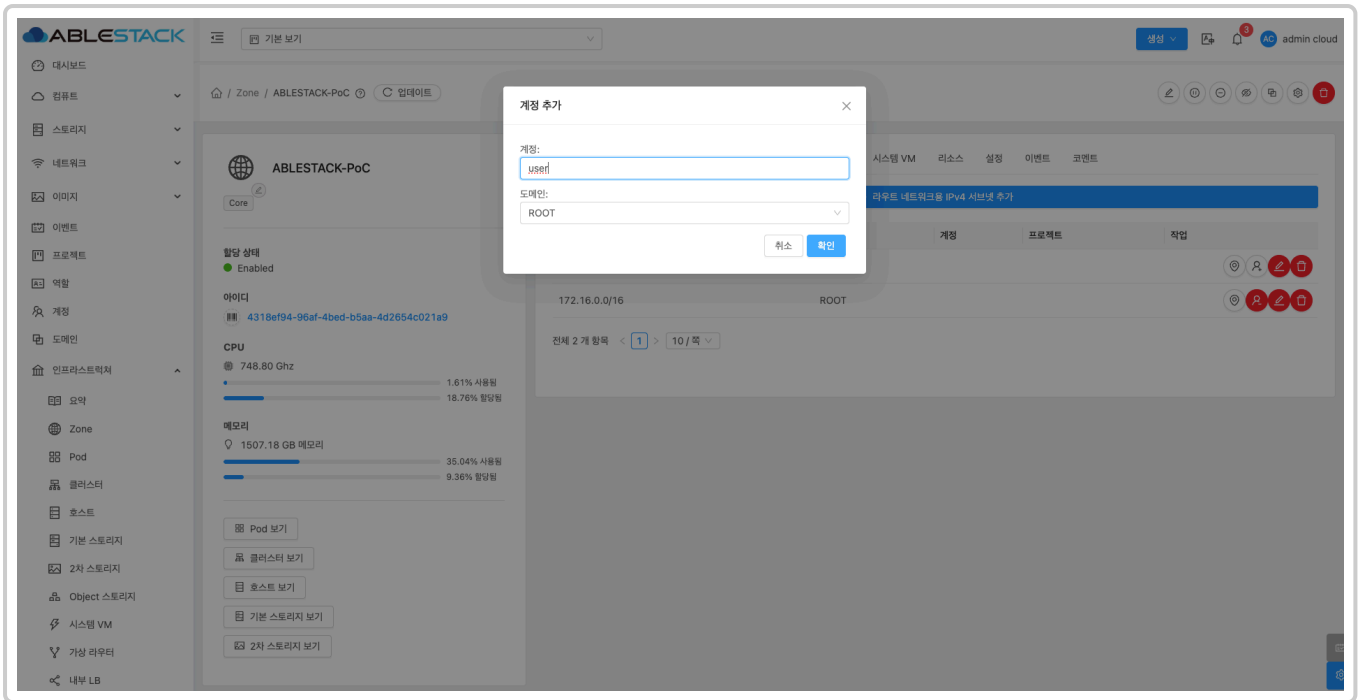 ABLESTACK
기본 보기
생성
3
AC
admin cloud
대시보드
컴퓨트
스토리지
네트워크
이미지
이벤트
프로젝트
역할
계정
도메인
인프라스트럭쳐
요약
Zone
Pod
클러스터
호스트
기본 스토리지
2차 스토리지
Object 스토리지
시스템 VM
가상 라우터
내부 LB
/ Zone / ABLESTACK-PoC
업데이트
ABLESTACK-PoC
Core
할당 상태
Enabled
아이디
4318ef94-96af-4bed-b5aa-4d2654c021a9
CPU
748.80 Ghz
1.61% 사용됨
18.76% 할당됨
메모리
1507.18 GB 메모리
35.04% 사용됨
9.36% 할당됨
Pod 보기
클러스터 보기
호스트 보기
기본 스토리지 보기
2차 스토리지 보기
계정 추가
계정:
user
도메인:
ROOT
취소
확인
시스템 VM
리소스
설정
이벤트
코멘트
라우트 네트워크용 IPv4 서브넷 추가
계정
프로젝트
작업
172.16.0.0/16
ROOT
전체 2 개 항목
1
10 / 쪽